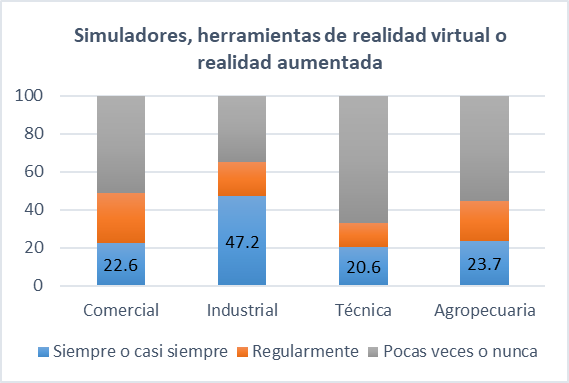 Simuladores, herramientas de realidad virtual o
realidad aumentada
100
80
60
40
20
0
22.6
47.2
20.6
23.7
Comercial
Industrial
Técnica
Agropecuaria
Siempre o casi siempre
Regularmente
Pocas veces o nunca